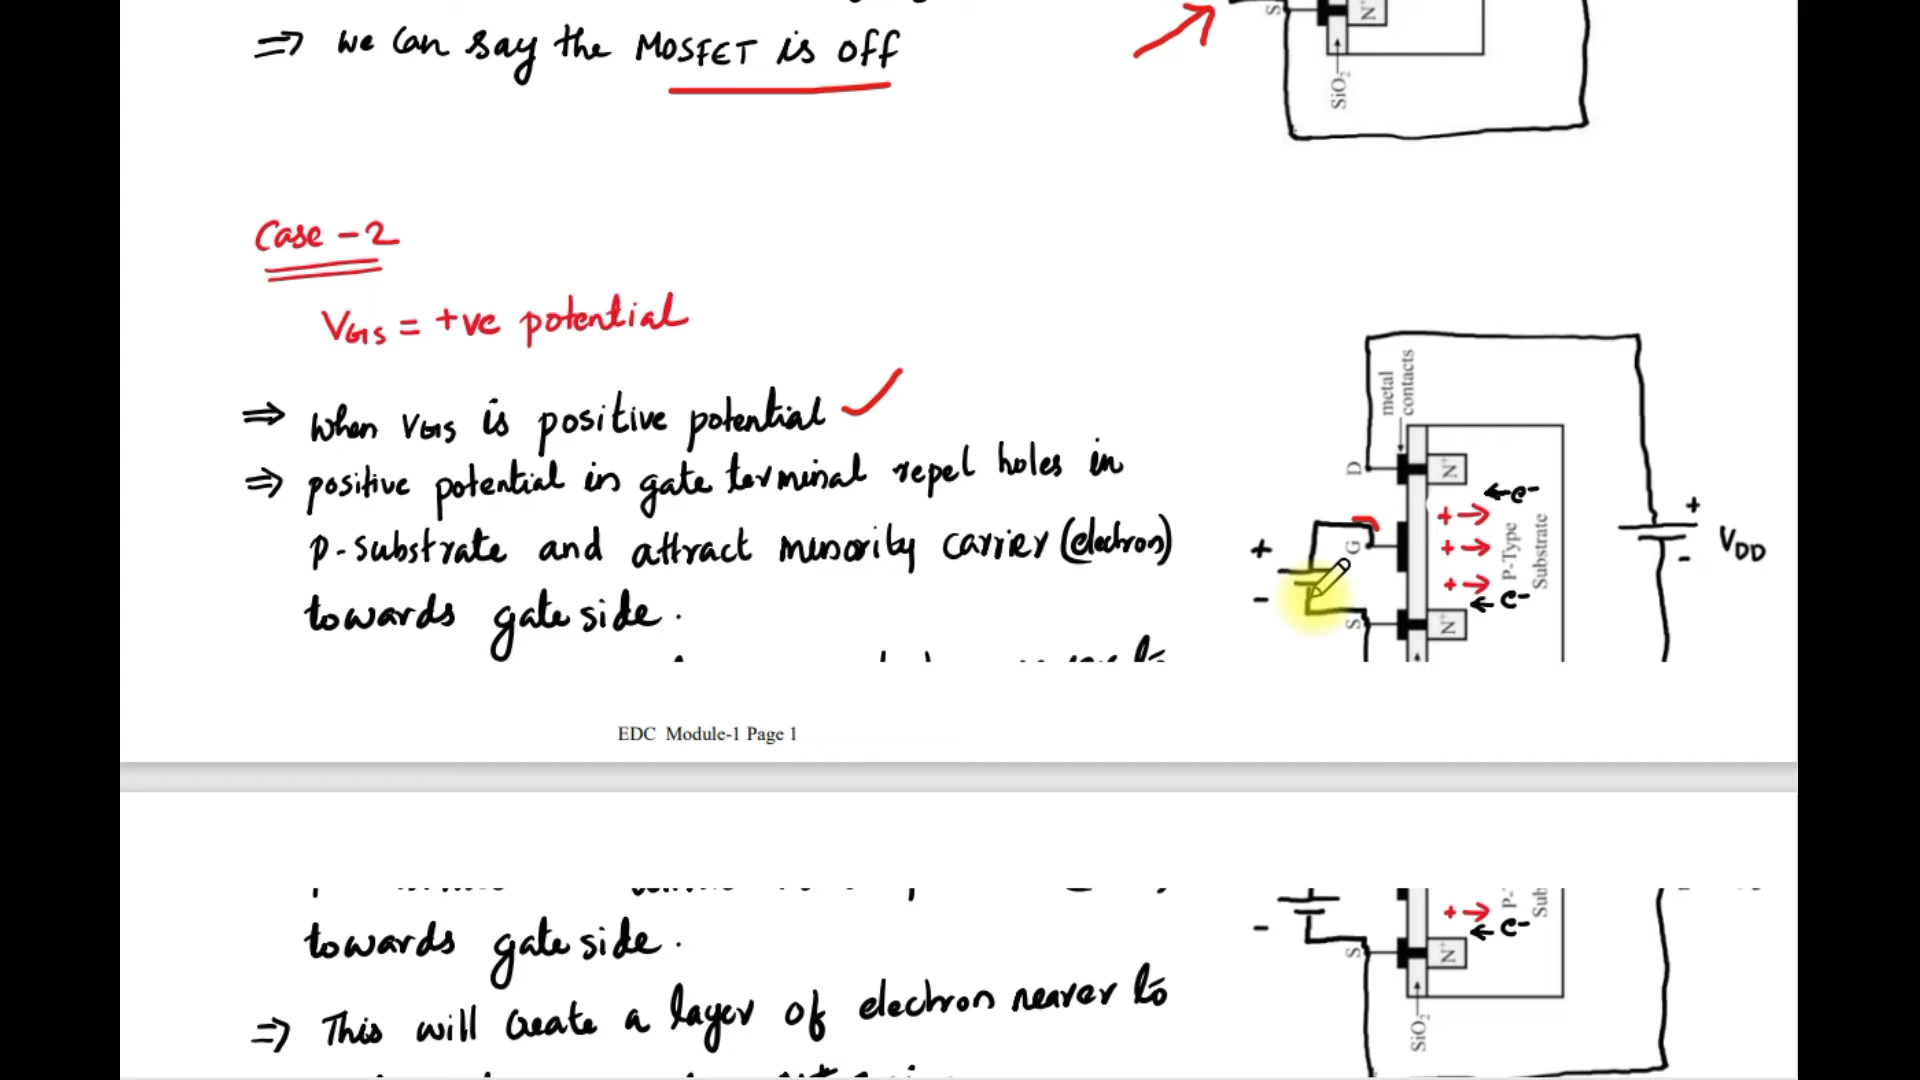 ⇒ we can say the MOSFET is off
S
N
SiO₂
Case - 2
VGS = +ve potential
⇒ When VGS is positive potential ✓
⇒ positive potential in gate terminal repel holes in
p-substrate and attract minority carrier (electron)
towards gate side.
metal
contacts
D
N⁺
← e⁻
+ →
+ →
+ →
← e⁻
P-Type
Substrate
+
G
-
S
N⁺
+
-
VDD
EDC Module-1 Page 1
towards gate side.
⇒ This will create a layer of electron nearer to
+ →
← e⁻
P-
Sub
-
S
N⁺
SiO₂